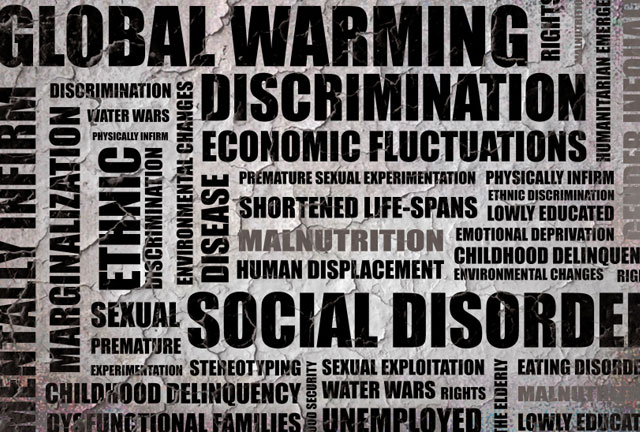 GLOBAL WARMING
RIGHTS
HUMANITARIAN EMERGE
MENTALLY INFIRM
DISCRIMINATION
WATER WARS
PHYSICALLY INFIRM
MARGINALIZATION
ETHNIC
DISCRIMINATION
ENVIRONMENTAL CHANGES
DISCRIMINATION
ECONOMIC FLUCTUATIONS
DISEASE
PREMATURE SEXUAL EXPERIMENTATION
PHYSICALLY INFIRM
ETHNIC DISCRIMINATION
SHORTENED LIFE-SPANS
LOWLY EDUCATED
MALNUTRITION
EMOTIONAL DEPRIVATION
CHILDHOOD DELINQUEN
HUMAN DISPLACEMENT
ENVIRONMENTAL CHANGES
RIG
SEXUAL
PREMATURE
EXPERIMENTATION
SOCIAL DISORDE
STEREOTYPING
SEXUAL EXPLOITATION
EATING DISORDE
CHILDHOOD DELINQUENCY
SECURITY
WATER WARS
RIGHTS
THE ELDERLY
MALNUTRI
DYSFUNCTIONAL FAMILIES
UNEMPLOYED
LOWLY EDUCAT